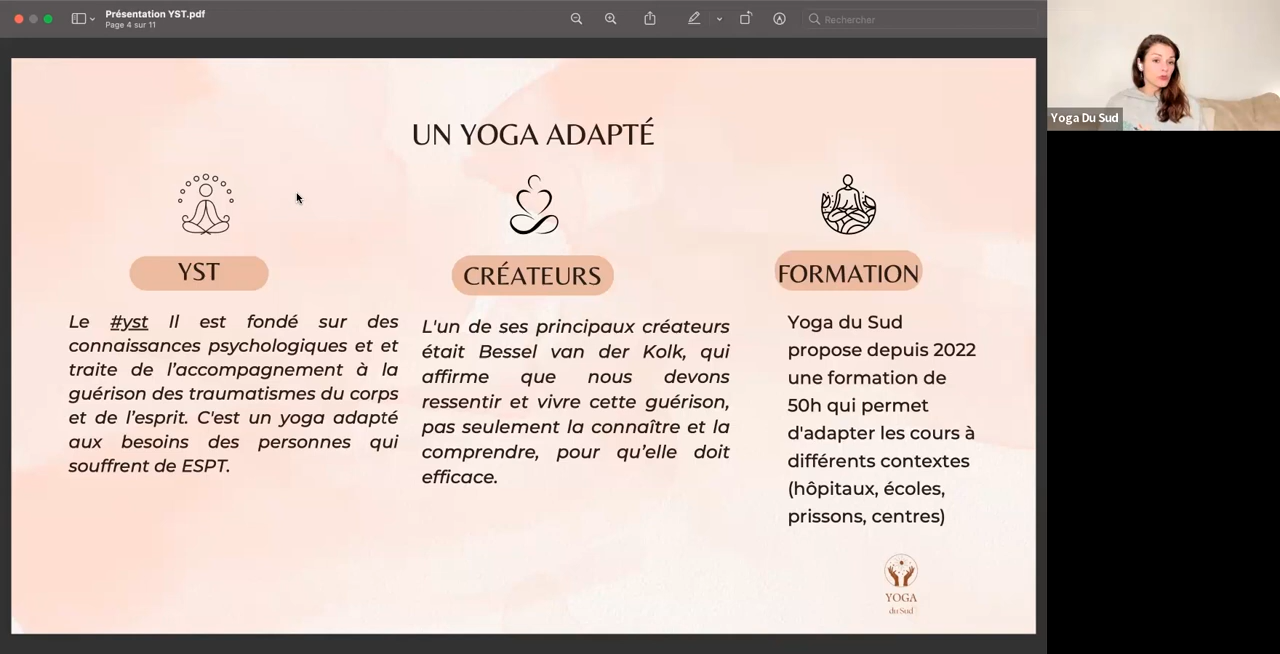 Présentation YST.pdf
Page 4 sur 11
Rechercher
Yoga Du Sud
UN YOGA ADAPTÉ
YST
Le #yst Il est fondé sur des
connaissances psychologiques et et
traite de l’accompagnement à la
guérison des traumatismes du corps
et de l’esprit. C'est un yoga adapté
aux besoins des personnes qui
souffrent de ESPT.
CRÉATEURS
L'un de ses principaux créateurs
était Bessel van der Kolk, qui
affirme que nous devons
ressentir et vivre cette guérison,
pas seulement la connaître et la
comprendre, pour qu’elle doit
efficace.
FORMATION
Yoga du Sud
propose depuis 2022
une formation de
50h qui permet
d'adapter les cours à
différents contextes
(hôpitaux, écoles,
prissons, centres)
YOGA
du Sud